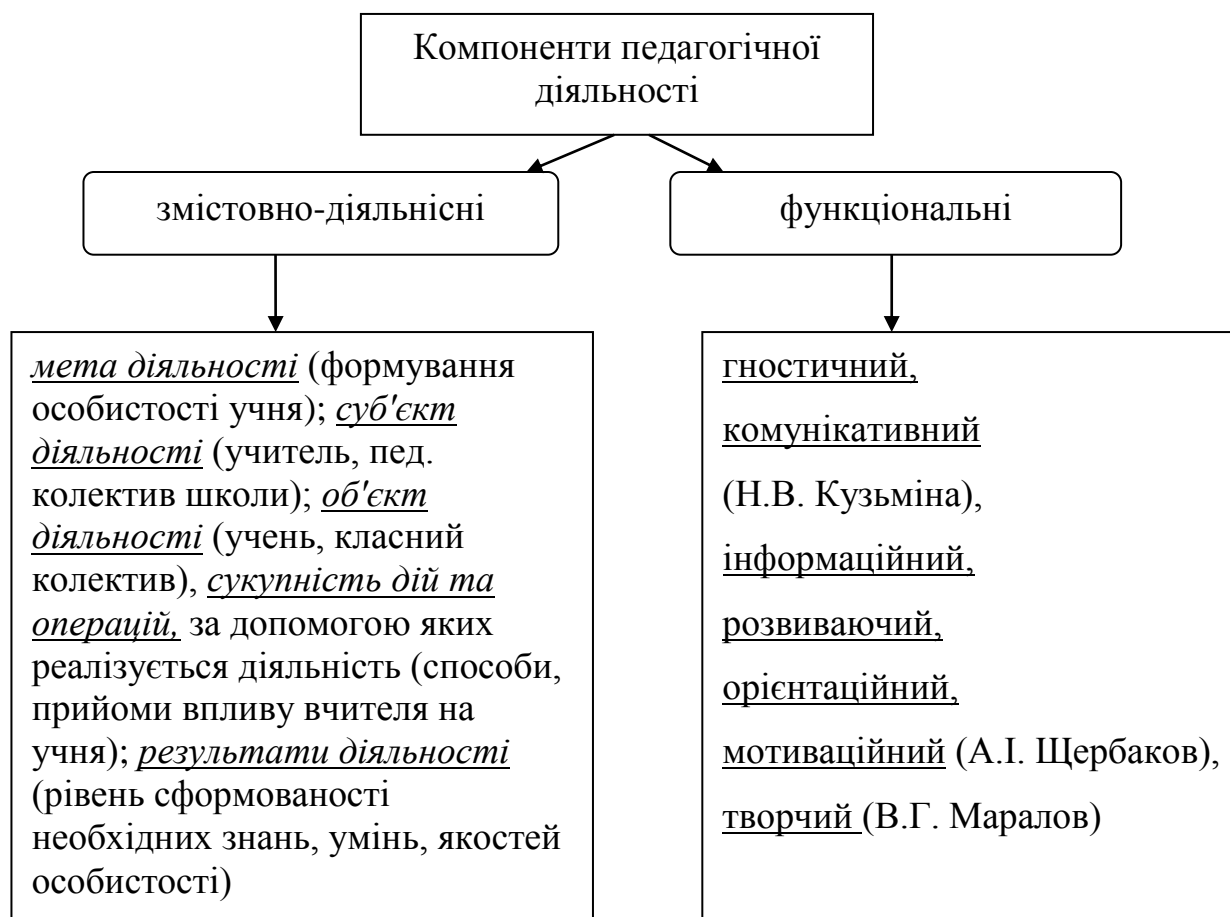 Компоненти педагогічної
діяльності
змістовно-діяльнісні
функціональні
мета діяльності (формування
особистості учня); суб'єкт
діяльності (учитель, пед.
колектив школи); об'єкт
діяльності (учень, класний
колектив), сукупність дій та
операцій, за допомогою яких
реалізується діяльність (способи,
прийоми впливу вчителя на
учня); результати діяльності
(рівень сформованості
необхідних знань, умінь, якостей
особистості)
гностичний,
комунікативний
(Н.В. Кузьміна),
інформаційний,
розвиваючий,
орієнтаційний,
мотиваційний (А.І. Щербаков),
творчий (В.Г. Маралов)